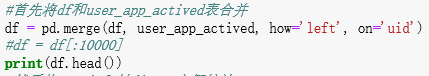 #首先将df和user_app_actived表合并
df = pd.merge(df, user_app_actived, how='left', on='uid')
#df = df[:10000]
print(df.head())